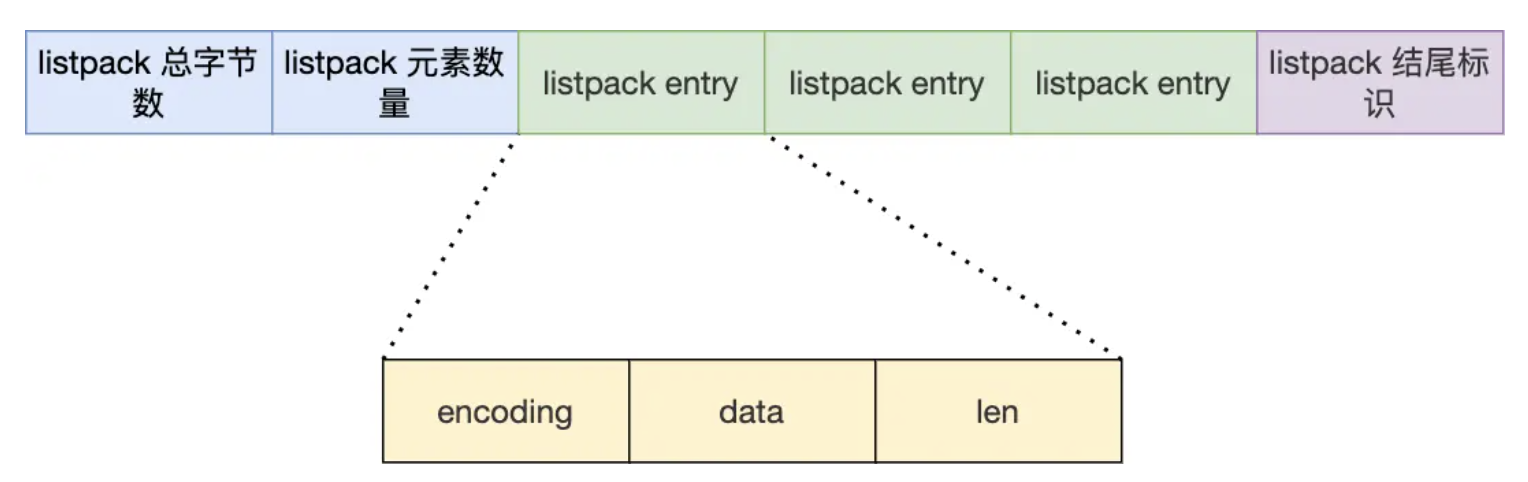 listpack 总字节
数
listpack 元素数
量
listpack entry
listpack entry
listpack entry
listpack 结尾标
识
encoding
data
len